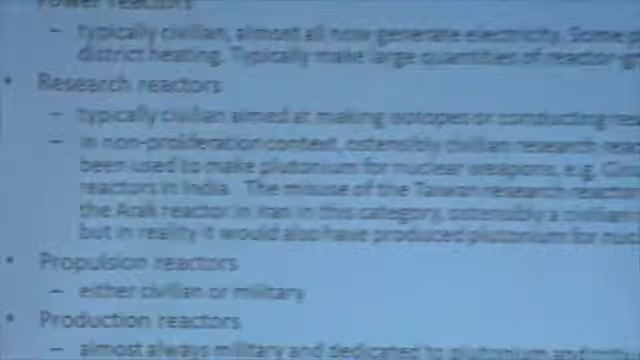 Power reactors
– typically civilian, almost all now generate electricity. Some
district heating. Typically make large quantities of reactor-
• Research reactors
– typically civilian aimed at making isotopes or conducting
– in non-proliferation context, ostensibly civilian research
been used to make plutonium for nuclear weapons, e.g.
reactors in India. The misuse of the Taiwan research
the Arak reactor in Iran in this category, ostensibly a civilian
but in reality it would also have produced plutonium for
• Propulsion reactors
– either civilian or military
• Production reactors
– almost always military and dedicated to plutonium